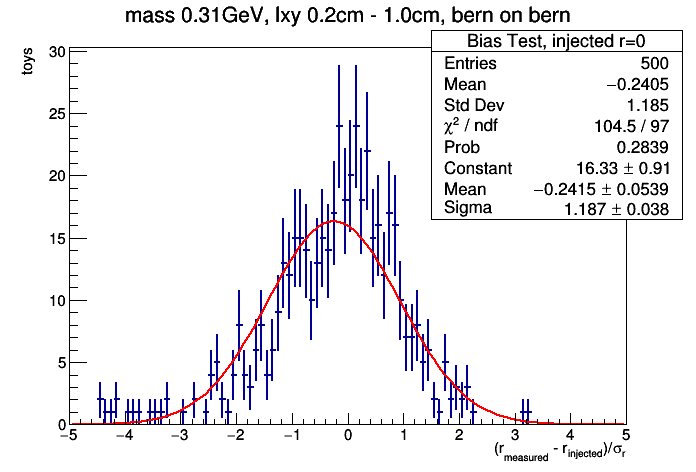 mass 0.31GeV, lxy 0.2cm - 1.0cm, bern on bern
toys
Bias Test, injected r=0
Entries 500
Mean −0.2405
Std Dev 1.185
χ² / ndf 104.5 / 97
Prob 0.2839
Constant 16.33 ± 0.91
Mean −0.2415 ± 0.0539
Sigma 1.187 ± 0.038
30
25
20
15
10
5
0
−5 −4 −3 −2 −1 0 1 2 3 4 5
(r_measured - r_injected)/σ_r